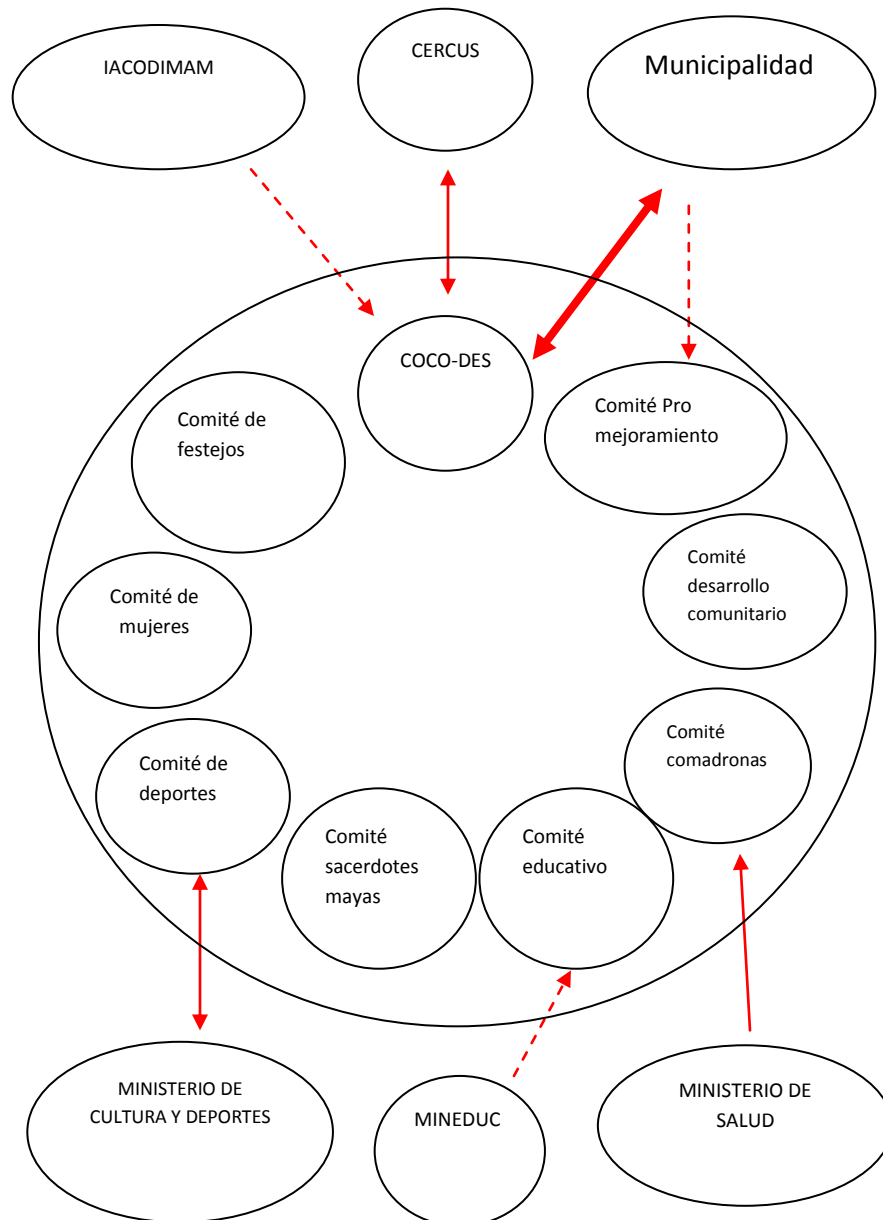 IACODIMAM
CERCUS
Municipalidad
COCO-DES
Comité de
festejos
Comité Pro
mejoramiento
Comité
desarrollo
comunitario
Comité de
mujeres
Comité
comadronas
Comité de
deportes
Comité
sacerdotes
mayas
Comité
educativo
MINISTERIO DE
CULTURA Y DEPORTES
MINEDUC
MINISTERIO DE
SALUD